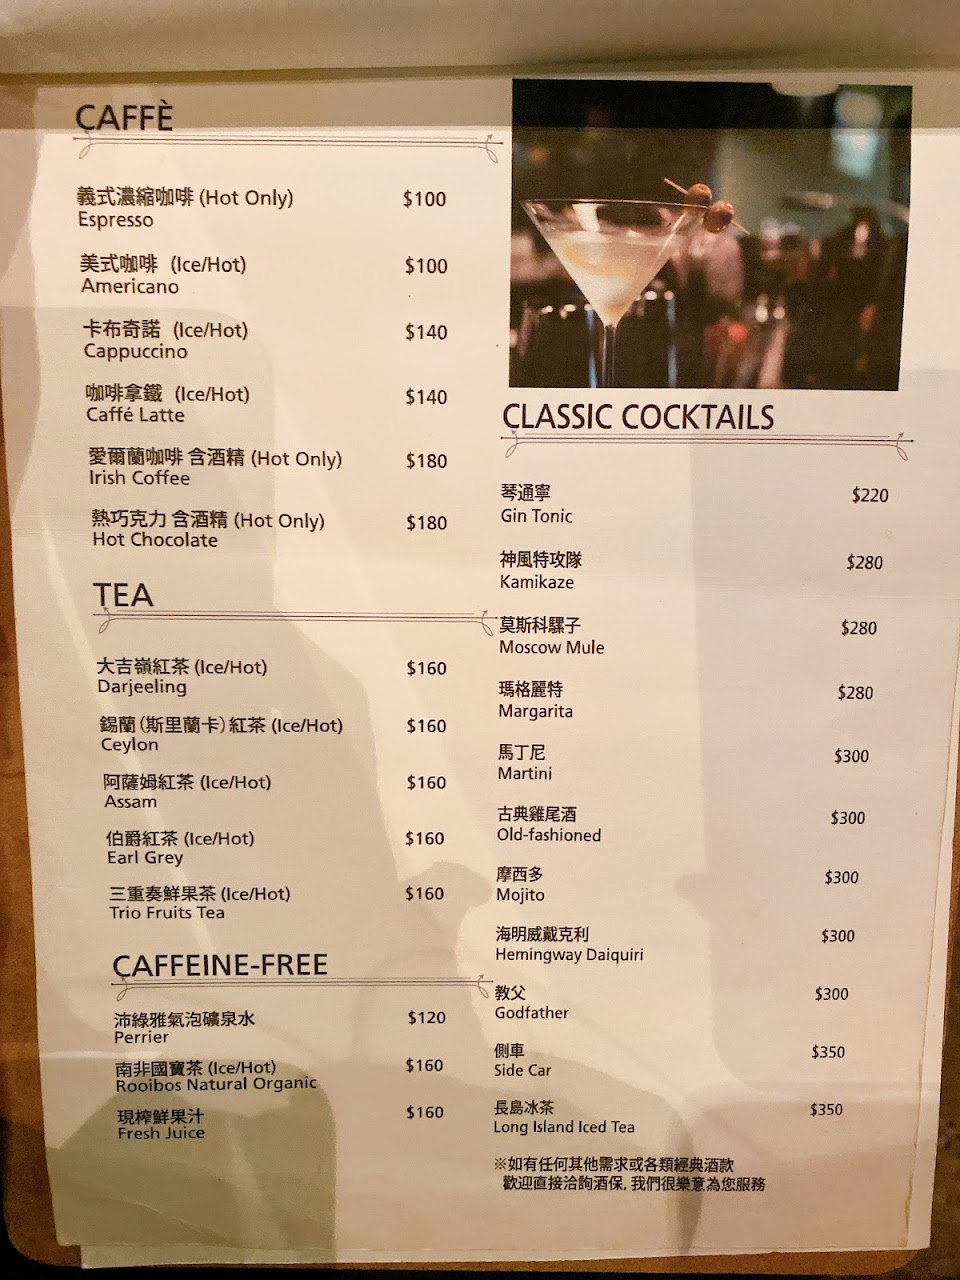 CAFFÈ
義式濃縮咖啡 (Hot Only) $100
Espresso
美式咖啡 (Ice/Hot) $100
Americano
卡布奇諾 (Ice/Hot) $140
Cappuccino
咖啡拿鐵 (Ice/Hot) $140
Caffé Latte
愛爾蘭咖啡 含酒精 (Hot Only) $180
Irish Coffee
熱巧克力 含酒精 (Hot Only) $180
Hot Chocolate
TEA
大吉嶺紅茶 (Ice/Hot) $160
Darjeeling
錫蘭（斯里蘭卡）紅茶 (Ice/Hot) $160
Ceylon
阿薩姆紅茶 (Ice/Hot) $160
Assam
伯爵紅茶 (Ice/Hot) $160
Earl Grey
三重奏鮮果茶 (Ice/Hot) $160
Trio Fruits Tea
CAFFEINE-FREE
沛綠雅氣泡礦泉水 $120
Perrier
南非國寶茶 (Ice/Hot) $160
Rooibos Natural Organic
現榨鮮果汁 $160
Fresh Juice
CLASSIC COCKTAILS
琴通寧 $220
Gin Tonic
神風特攻隊 $280
Kamikaze
莫斯科騾子 $280
Moscow Mule
瑪格麗特 $280
Margarita
馬丁尼 $300
Martini
古典雞尾酒 $300
Old-fashioned
摩西多 $300
Mojito
海明威戴克利 $300
Hemingway Daiquiri
教父 $300
Godfather
側車 $350
Side Car
長島冰茶 $350
Long Island Iced Tea
※如有任何其他需求或各類經典酒款
歡迎直接洽詢酒保, 我們很樂意為您服務